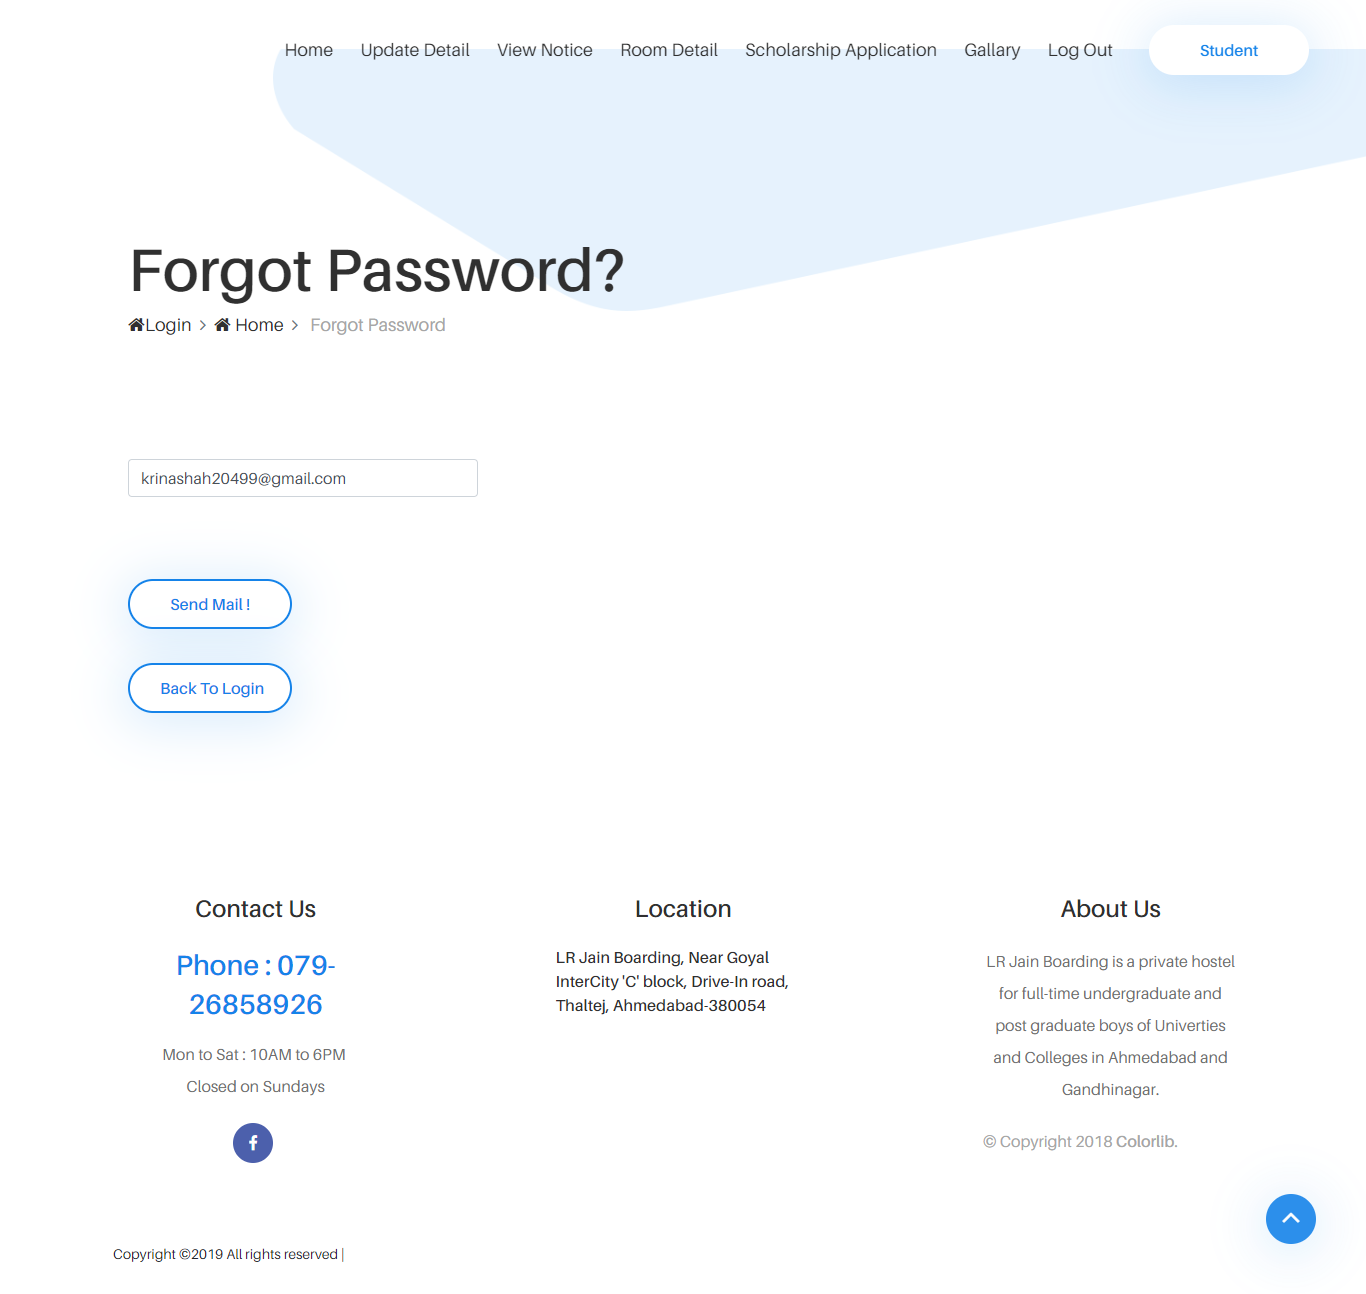 Home Update Detail View Notice Room Detail Scholarship Application Gallary Log Out Student
Forgot Password?
Login > Home > Forgot Password
krinashah20499@gmail.com
Send Mail !
Back To Login
Contact Us
Phone : 079-
26858926
Mon to Sat : 10AM to 6PM
Closed on Sundays
Location
LR Jain Boarding, Near Goyal
InterCity 'C' block, Drive-In road,
Thaltej, Ahmedabad-380054
About Us
LR Jain Boarding is a private hostel
for full-time undergraduate and
post graduate boys of Univerties
and Colleges in Ahmedabad and
Gandhinagar.
© Copyright 2018 Colorlib.
Copyright ©2019 All rights reserved |